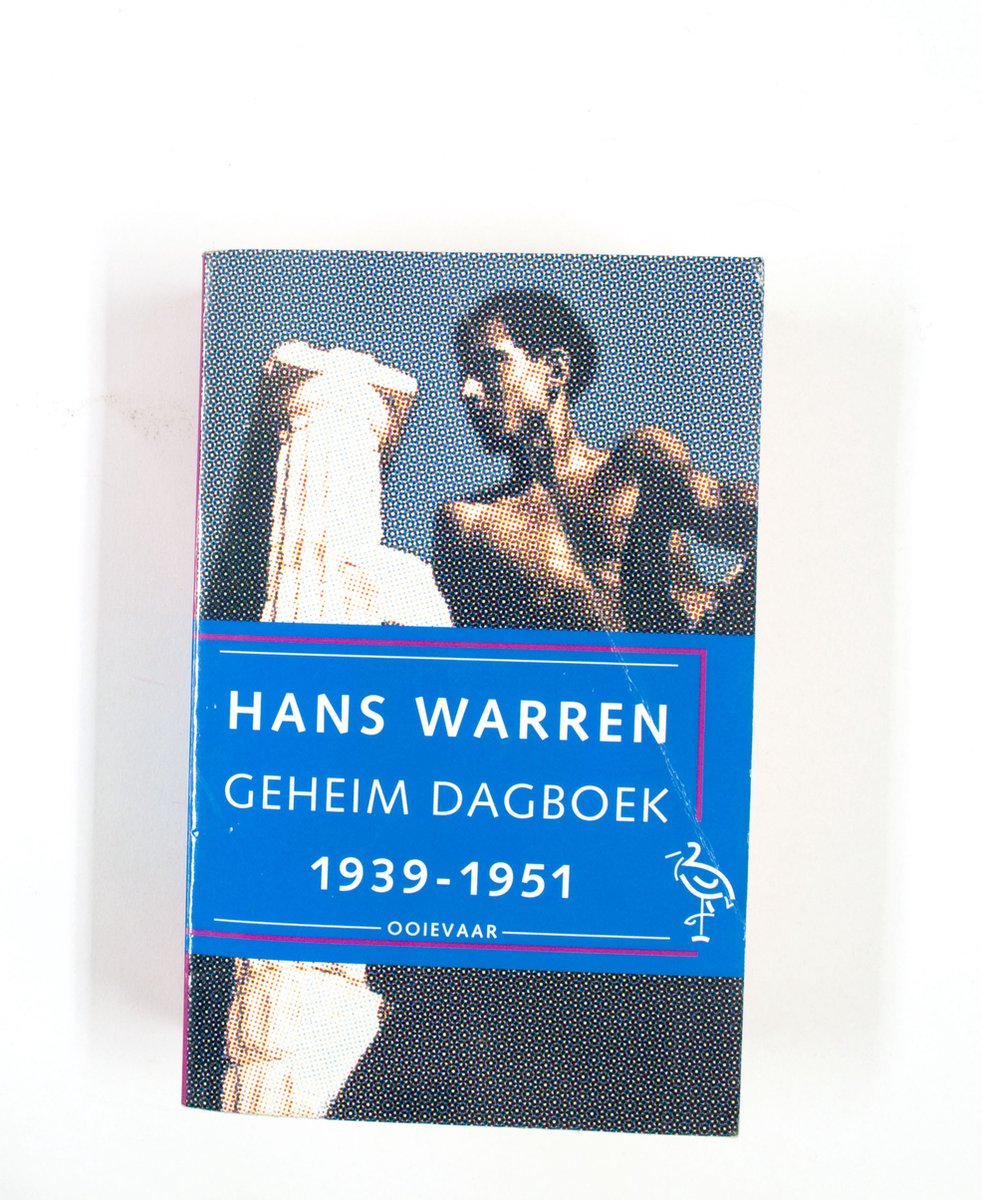 HANS WARREN
GEHEIM DAGBOEK
1939-1951
OOIEVAAR